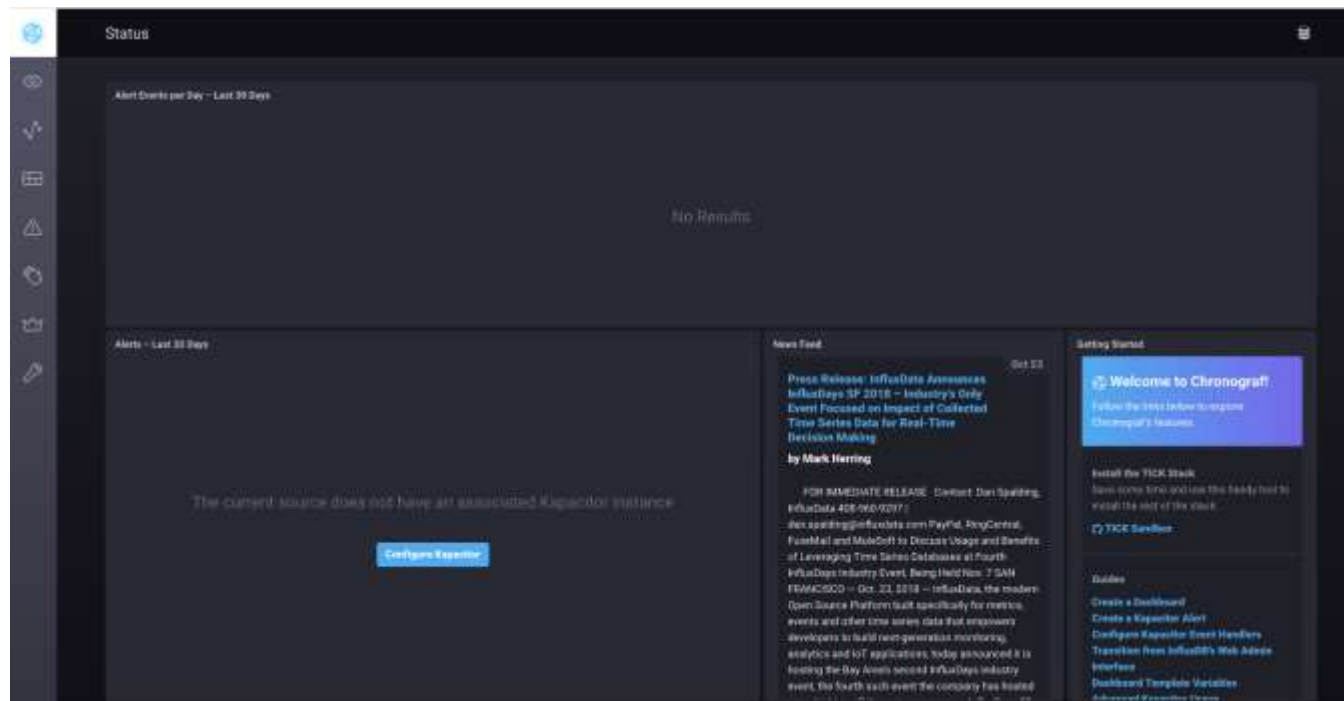 Status
Alert Events per Day – Last 30 Days
No Results
Alerts – Last 30 Days
The current source does not have an associated Kapacitor instance
Configure Kapacitor
News Feed
Oct 23
Press Release: InfluxData Announces
InfluxDays SF 2018 – Industry's Only
Event Focused on Impact of Collected
Time Series Data for Real-Time
Decision Making
by Mark Herring
FOR IMMEDIATE RELEASE Contact: Dan Spalding,
InfluxData 408-960-9297 |
dan.spalding@influxdata.com PayPal, RingCentral,
FuseMail and MuleSoft to Discuss Usage and Benefits
of Leveraging Time Series Databases at Fourth
InfluxDays Industry Event, Being Held Nov. 7 SAN
FRANCISCO — Oct. 23, 2018 — InfluxData, the modern
Open Source Platform built specifically for metrics,
events and other time series data that empowers
developers to build next-generation monitoring,
analytics and IoT applications, today announced it is
hosting the Bay Area's second InfluxDays industry
event, the fourth such event the company has hosted
Getting Started
Welcome to Chronograf!
Follow the links below to explore
Chronograf's features.
Install the TICK Stack
Save some time and use this handy tool to
install the rest of the stack:
TICK Sandbox
Guides
Create a Dashboard
Create a Kapacitor Alert
Configure Kapacitor Event Handlers
Transition from InfluxDB's Web Admin
Interface
Dashboard Template Variables
Advanced Kapacitor Usage